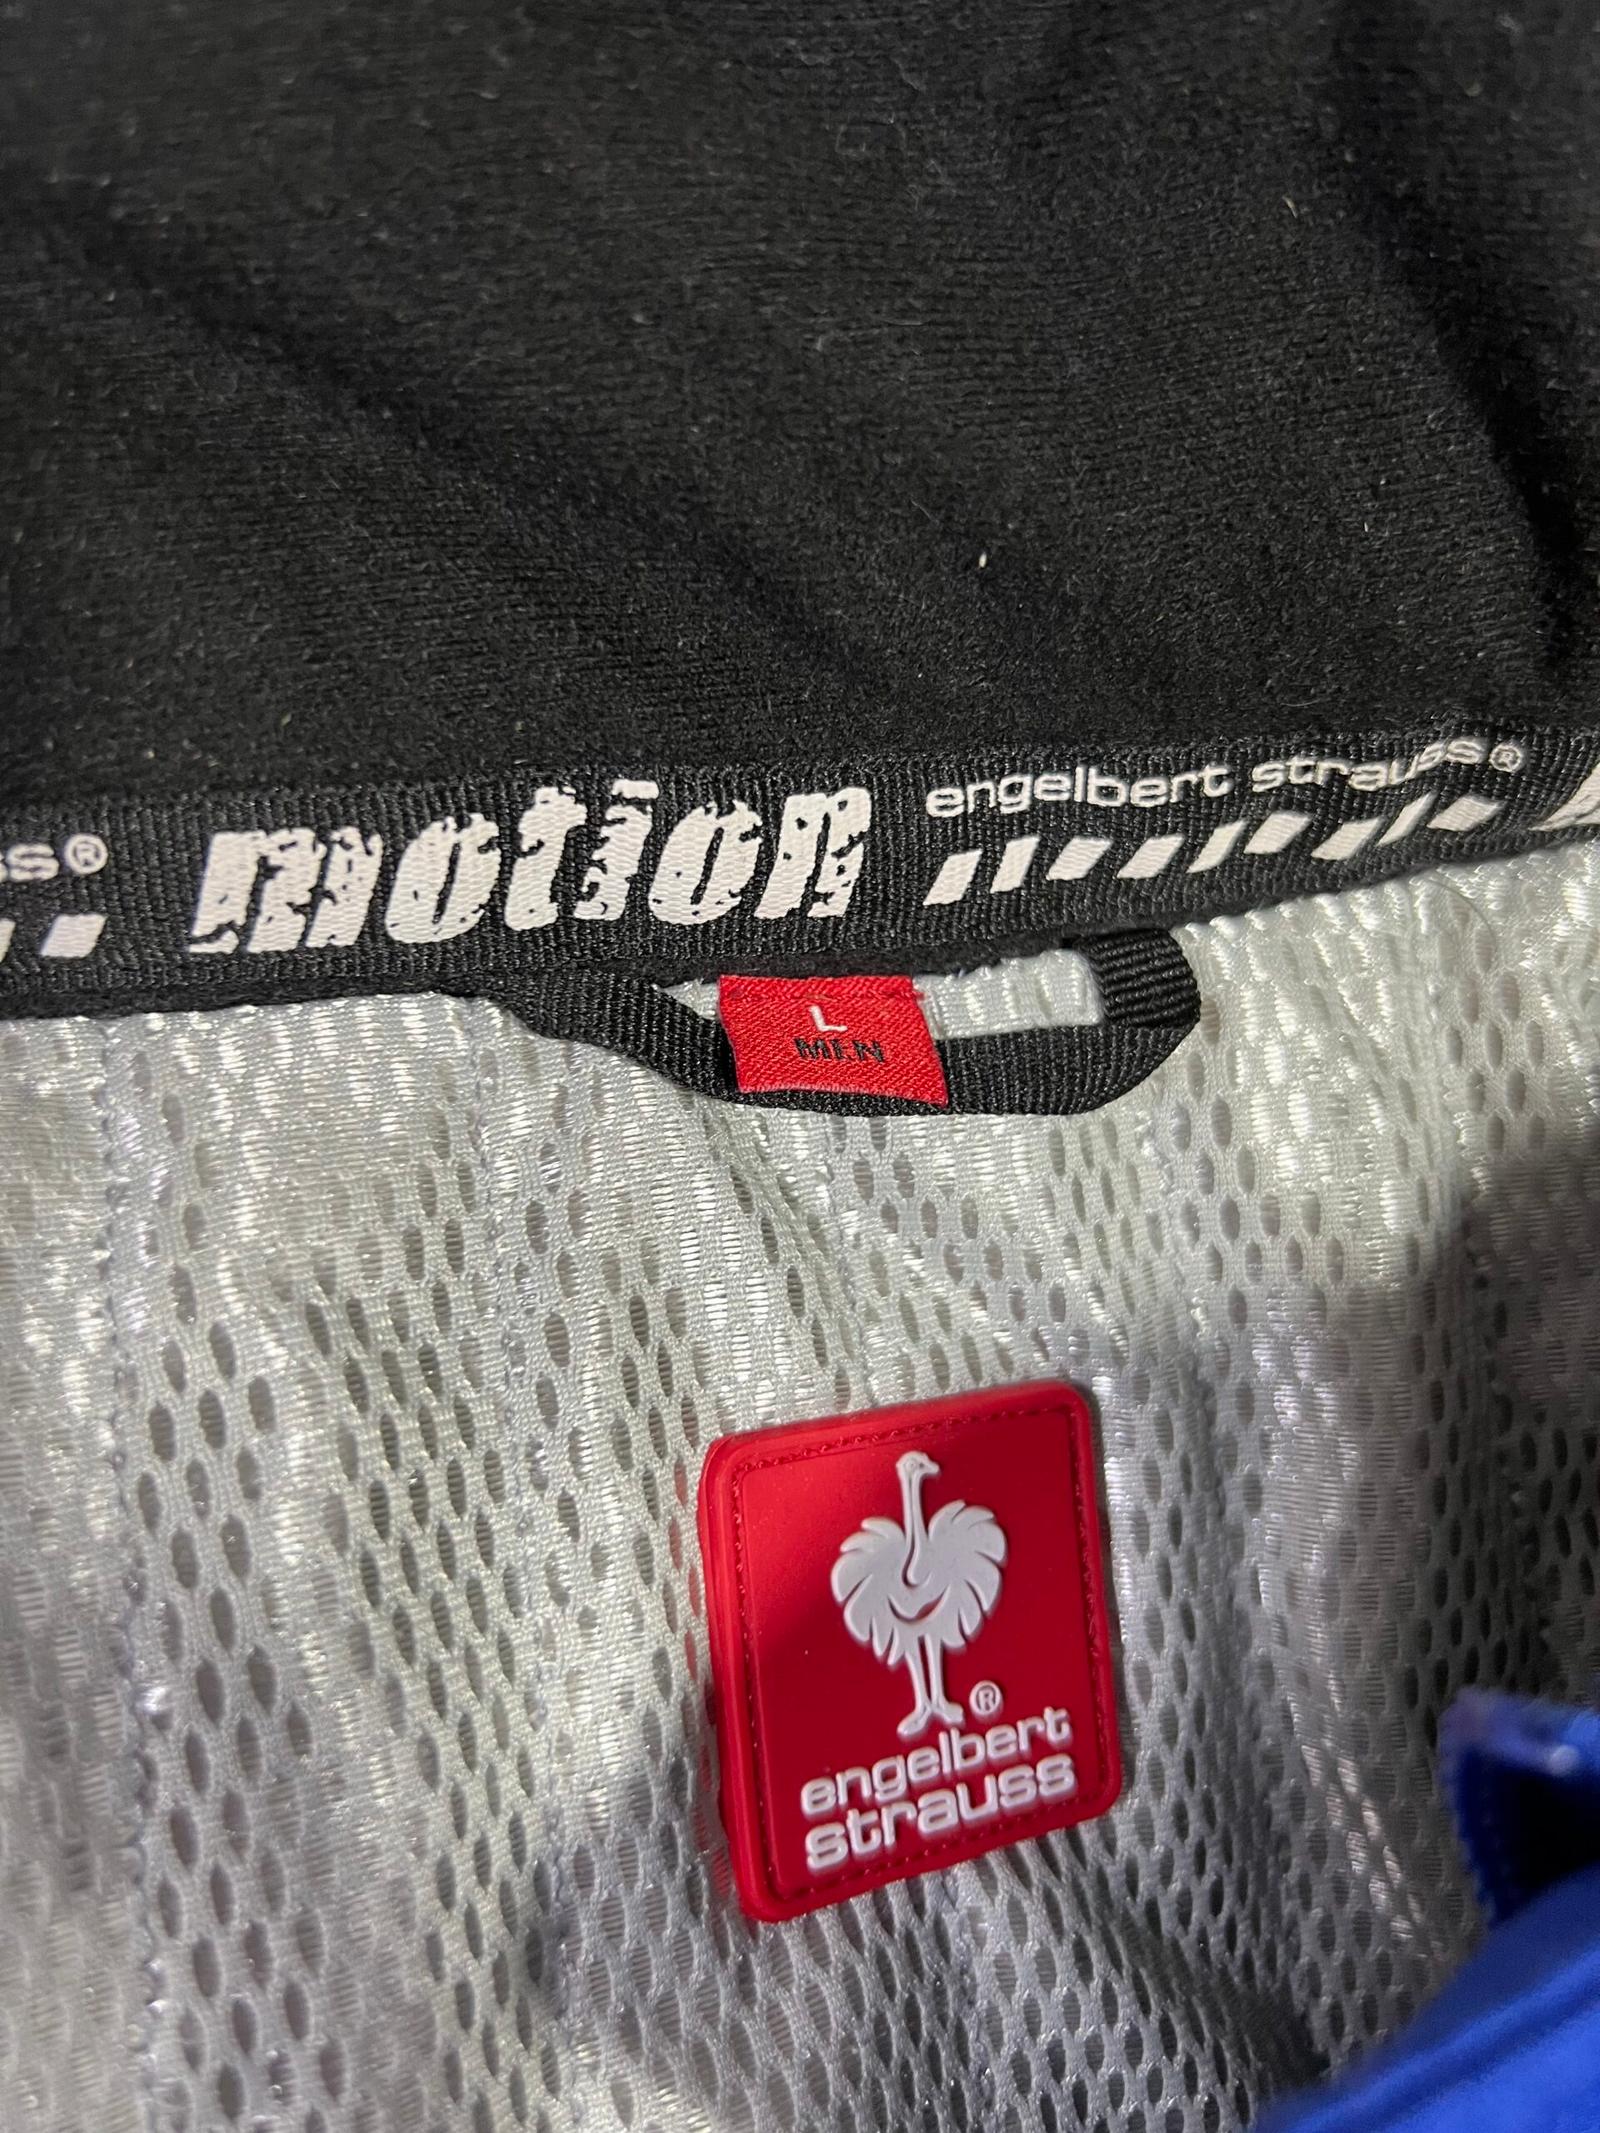 ss®
motion
engelbert strauss®
L
MEN
®
engelbert
strauss